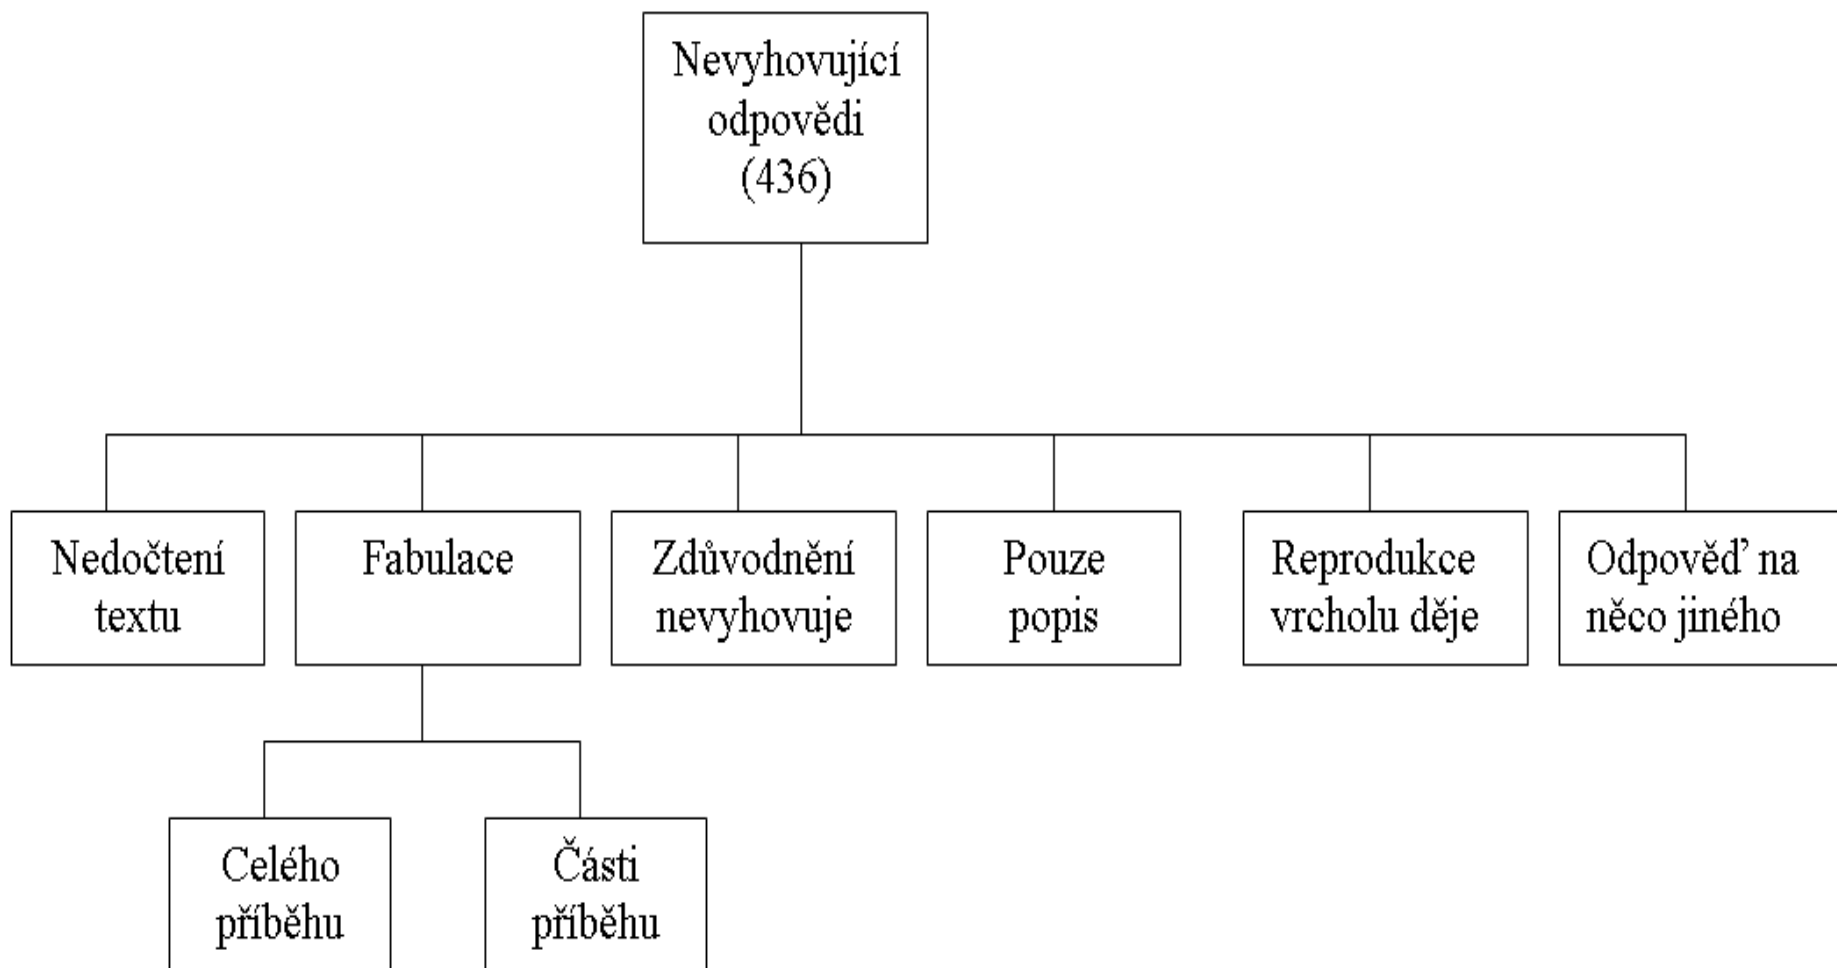 Nevyhovující
odpovědi
(436)
Nedočtení
textu
Fabulace
Zdůvodnění
nevyhovuje
Pouze
popis
Reprodukce
vrcholu děje
Odpověď na
něco jiného
Celého
příběhu
Části
příběhu